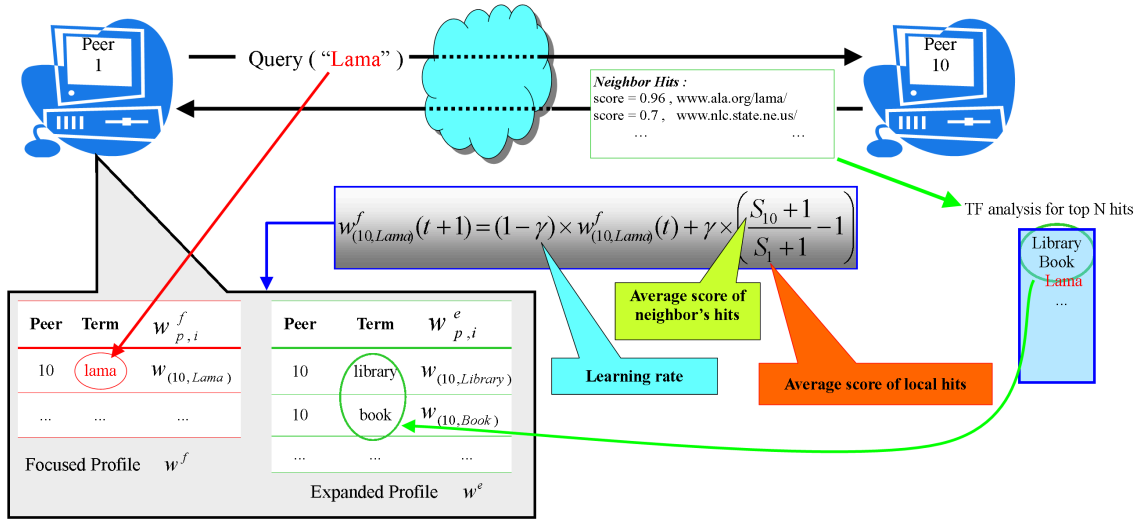 Peer
1
Query ( “Lama” )
Peer
10
Neighbor Hits :
score = 0.96 , www.ala.org/lama/
score = 0.7 , www.nlc.state.ne.us/
... ...
w^f_(10,Lama)(t+1) = (1−γ)×w^f_(10,Lama)(t)+γ×(S_10+1/S_1+1 −1)
TF analysis for top N hits
Library
Book
Lama
...
Average score of
neighbor’s hits
Learning rate
Average score of local hits
Peer Term w^f_p,i
10 lama w_(10,Lama)
... ... ...
Focused Profile w^f
Peer Term w^e_p,i
10 library w_(10,Library)
10 book w_(10,Book)
... ... ...
Expanded Profile w^e